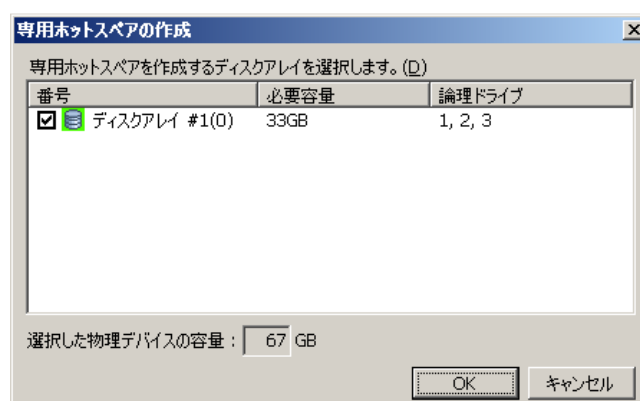 専用ホットスペアの作成
専用ホットスペアを作成するディスクアレイを選択します。(D)
番号 必要容量 論理ドライブ
ディスクアレイ #1(0) 33GB 1, 2, 3
選択した物理デバイスの容量： 67 GB
OK キャンセル